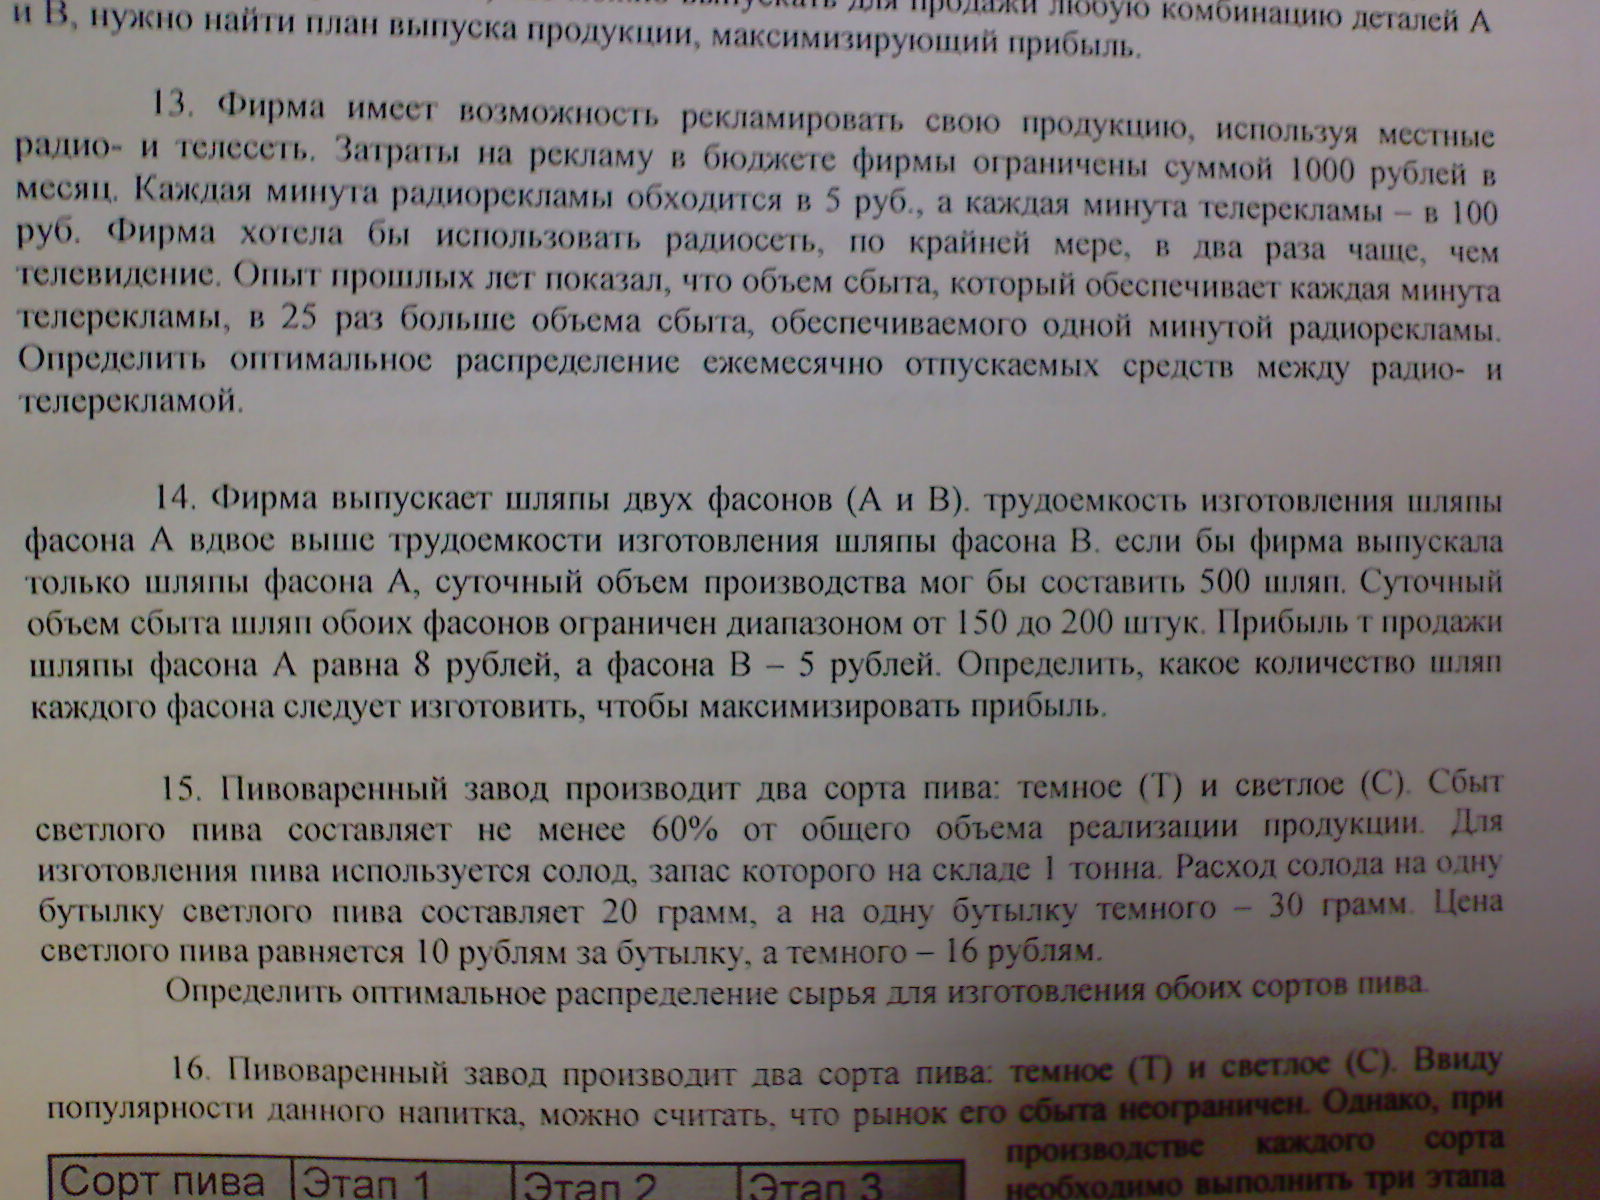 выпускать для продажи любую комбинацию деталей А
и В, нужно найти план выпуска продукции, максимизирующий прибыль.
13. Фирма имеет возможность рекламировать свою продукцию, используя местные
радио- и телесеть. Затраты на рекламу в бюджете фирмы ограничены суммой 1000 рублей в
месяц. Каждая минута радиорекламы обходится в 5 руб., а каждая минута телерекламы – в 100
руб. Фирма хотела бы использовать радиосеть, по крайней мере, в два раза чаще, чем
телевидение. Опыт прошлых лет показал, что объем сбыта, который обеспечивает каждая минута
телерекламы, в 25 раз больше объема сбыта, обеспечиваемого одной минутой радиорекламы.
Определить оптимальное распределение ежемесячно отпускаемых средств между радио- и
телерекламой.
14. Фирма выпускает шляпы двух фасонов (А и В). трудоемкость изготовления шляпы
фасона А вдвое выше трудоемкости изготовления шляпы фасона В. если бы фирма выпускала
только шляпы фасона А, суточный объем производства мог бы составить 500 шляп. Суточный
объем сбыта шляп обоих фасонов ограничен диапазоном от 150 до 200 штук. Прибыль т продажи
шляпы фасона А равна 8 рублей, а фасона В – 5 рублей. Определить, какое количество шляп
каждого фасона следует изготовить, чтобы максимизировать прибыль.
15. Пивоваренный завод производит два сорта пива: темное (Т) и светлое (С). Сбыт
светлого пива составляет не менее 60% от общего объема реализации продукции. Для
изготовления пива используется солод, запас которого на складе 1 тонна. Расход солода на одну
бутылку светлого пива составляет 20 грамм, а на одну бутылку темного – 30 грамм. Цена
светлого пива равняется 10 рублям за бутылку, а темного – 16 рублям.
Определить оптимальное распределение сырья для изготовления обоих сортов пива.
16. Пивоваренный завод производит два сорта пива: темное (Т) и светлое (С). Ввиду
популярности данного напитка, можно считать, что рынок его сбыта неограничен. Однако, при
производстве каждого сорта
необходимо выполнить три этапа
Сорт пива Этап 1 Этап 2 Этап 3